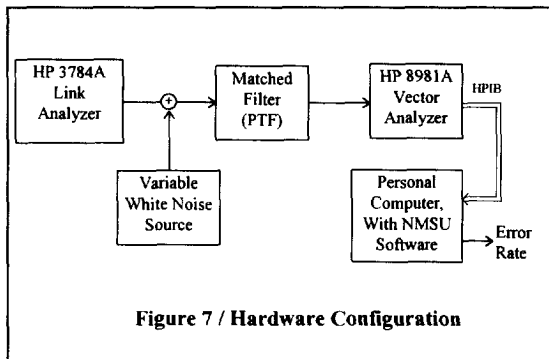 HP 3784A
Link
Analyzer
+
Matched
Filter
(PTF)
HP 8981A
Vector
Analyzer
HPIB
Variable
White Noise
Source
Personal
Computer,
With NMSU
Software
Error
Rate
Figure 7 / Hardware Configuration